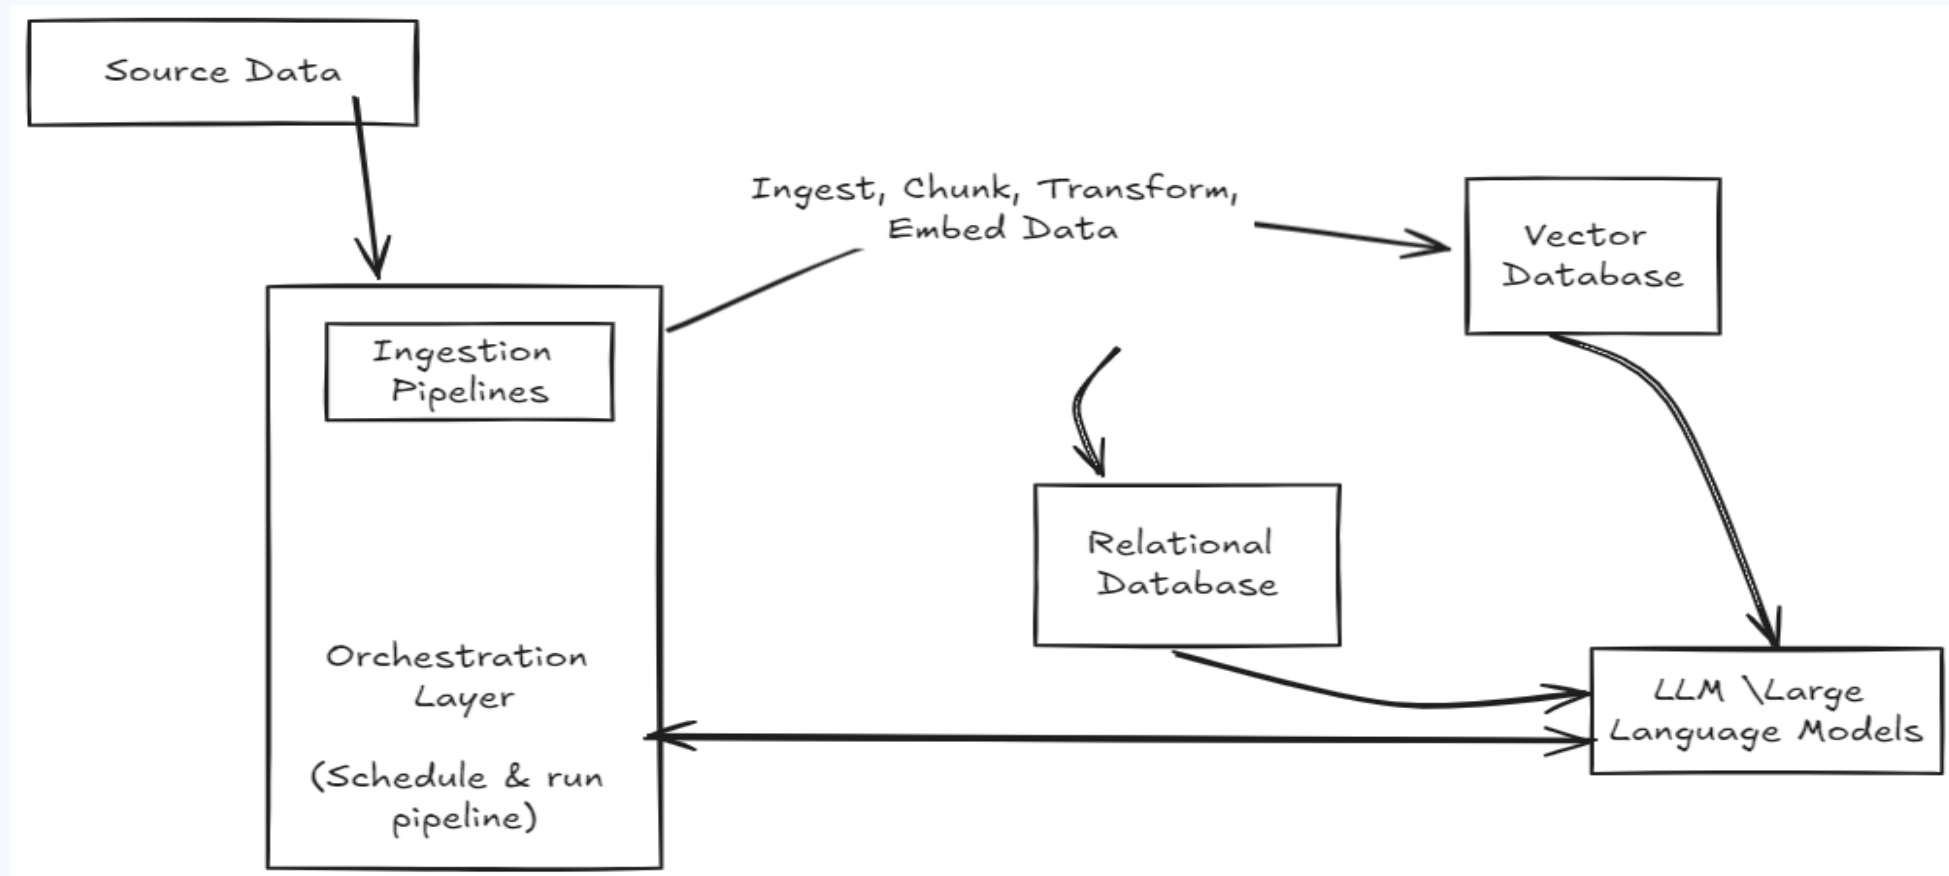 Source Data
Ingest, Chunk, Transform,
Embed Data
Vector
Database
Ingestion
Pipelines
Relational
Database
Orchestration
Layer
(Schedule & run
pipeline)
LLM \Large
Language Models